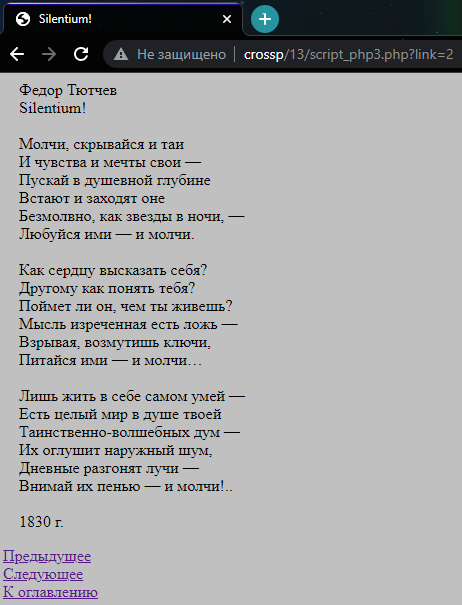 Silentium!
Не защищено crossp/13/script_php3.php?link=2
Федор Тютчев
Silentium!
Молчи, скрывайся и таи
И чувства и мечты свои —
Пускай в душевной глубине
Встают и заходят оне
Безмолвно, как звезды в ночи, —
Любуйся ими — и молчи.
Как сердцу высказать себя?
Другому как понять тебя?
Поймет ли он, чем ты живешь?
Мысль изреченная есть ложь —
Взрывая, возмутишь ключи,
Питайся ими — и молчи…
Лишь жить в себе самом умей —
Есть целый мир в душе твоей
Таинственно-волшебных дум —
Их оглушит наружный шум,
Дневные разгонят лучи —
Внимай их пенью — и молчи!..
1830 г.
Предыдущее
Следующее
К оглавлению